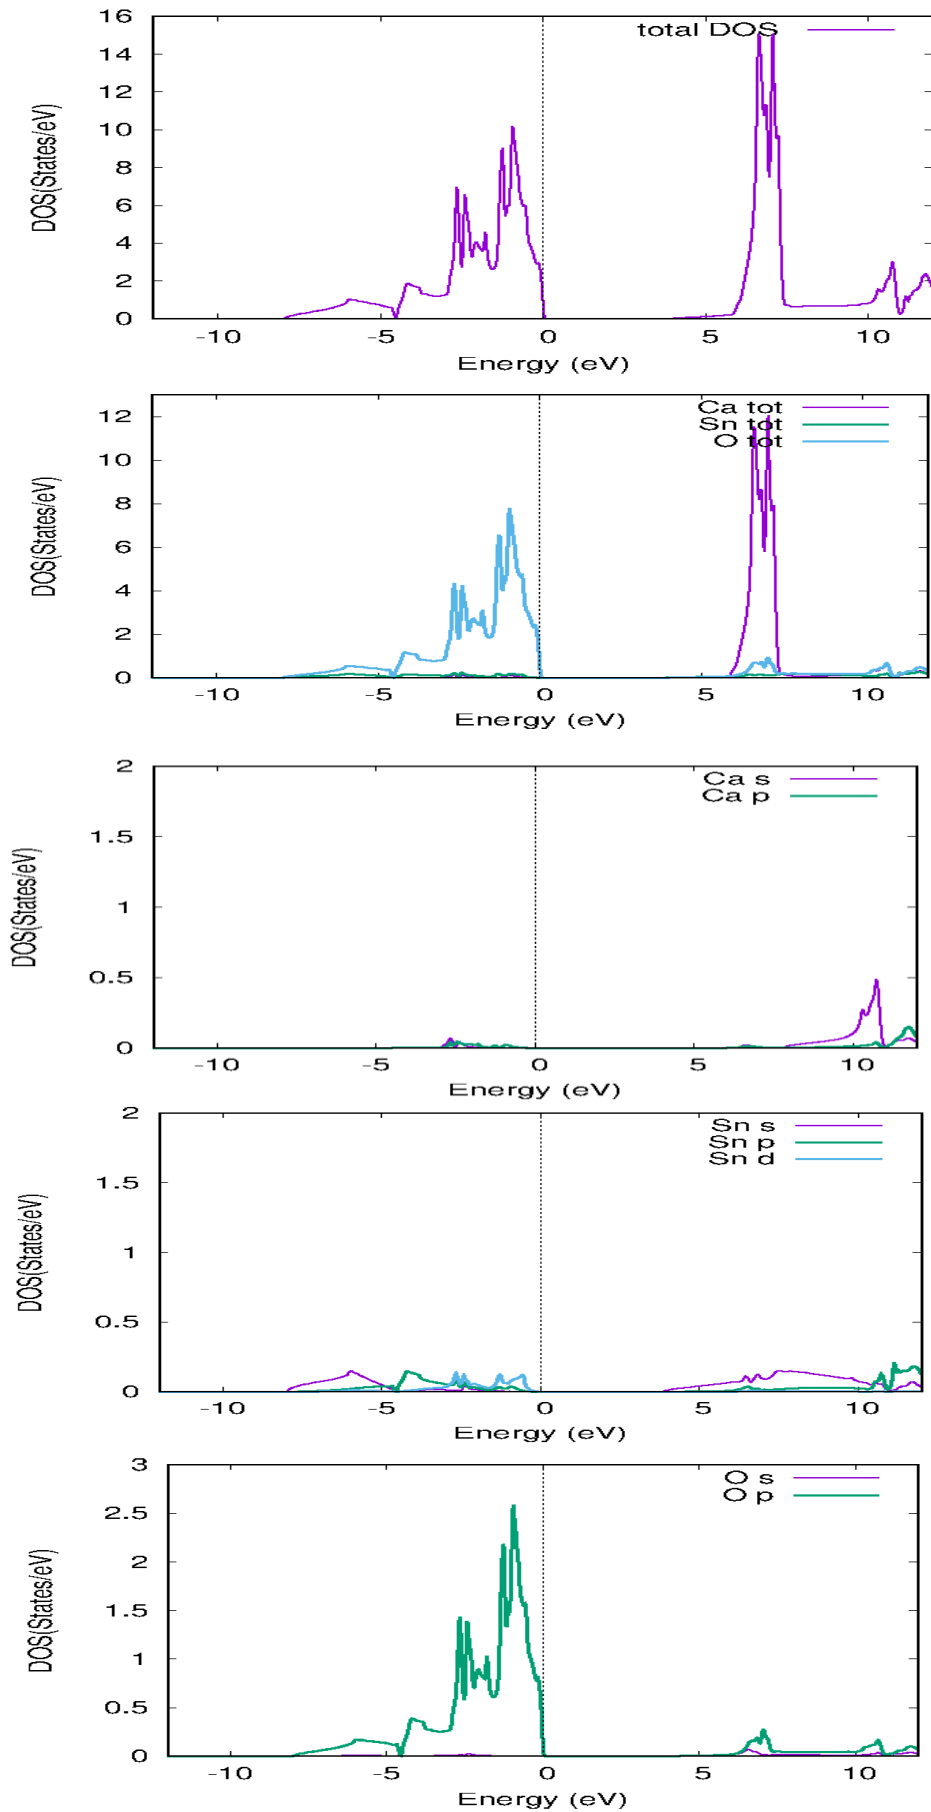 16
14
12
10
8
6
4
2
0
DOS(States/eV)
total DOS
-10 -5 0 5 10
Energy (eV)
12
10
8
6
4
2
0
DOS(States/eV)
Ca tot
Sn tot
O tot
-10 -5 0 5 10
Energy (eV)
2
1.5
1
0.5
0
DOS(States/eV)
Ca s
Ca p
-10 -5 0 5 10
Energy (eV)
2
1.5
1
0.5
0
DOS(States/eV)
Sn s
Sn p
Sn d
-10 -5 0 5 10
Energy (eV)
3
2.5
2
1.5
1
0.5
0
DOS(States/eV)
O s
O p
-10 -5 0 5 10
Energy (eV)